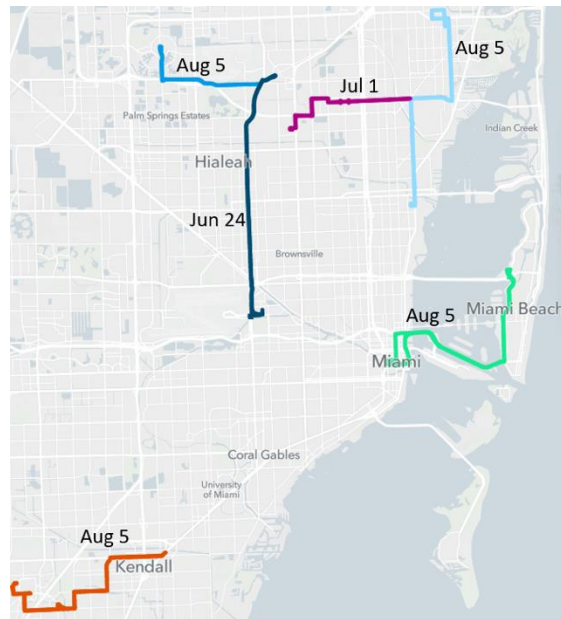 Aug 5
Aug 5
Jul 1
Palm Springs Estates
Indian Creek
Hialeah
Jun 24
Brownsville
Aug 5
Miami Beach
Miami
Coral Gables
University
of Miami
Aug 5
Kendall